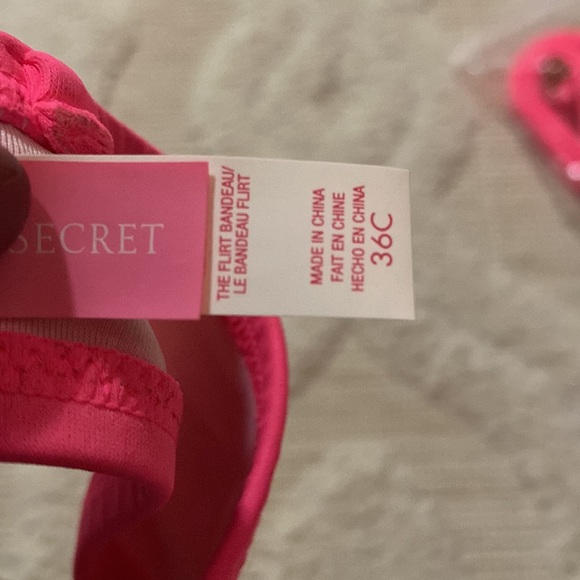 SECRET
THE FLIRT BANDEAU/
LE BANDEAU FLIRT
MADE IN CHINA
FAIT EN CHINE
HECHO EN CHINA
36C